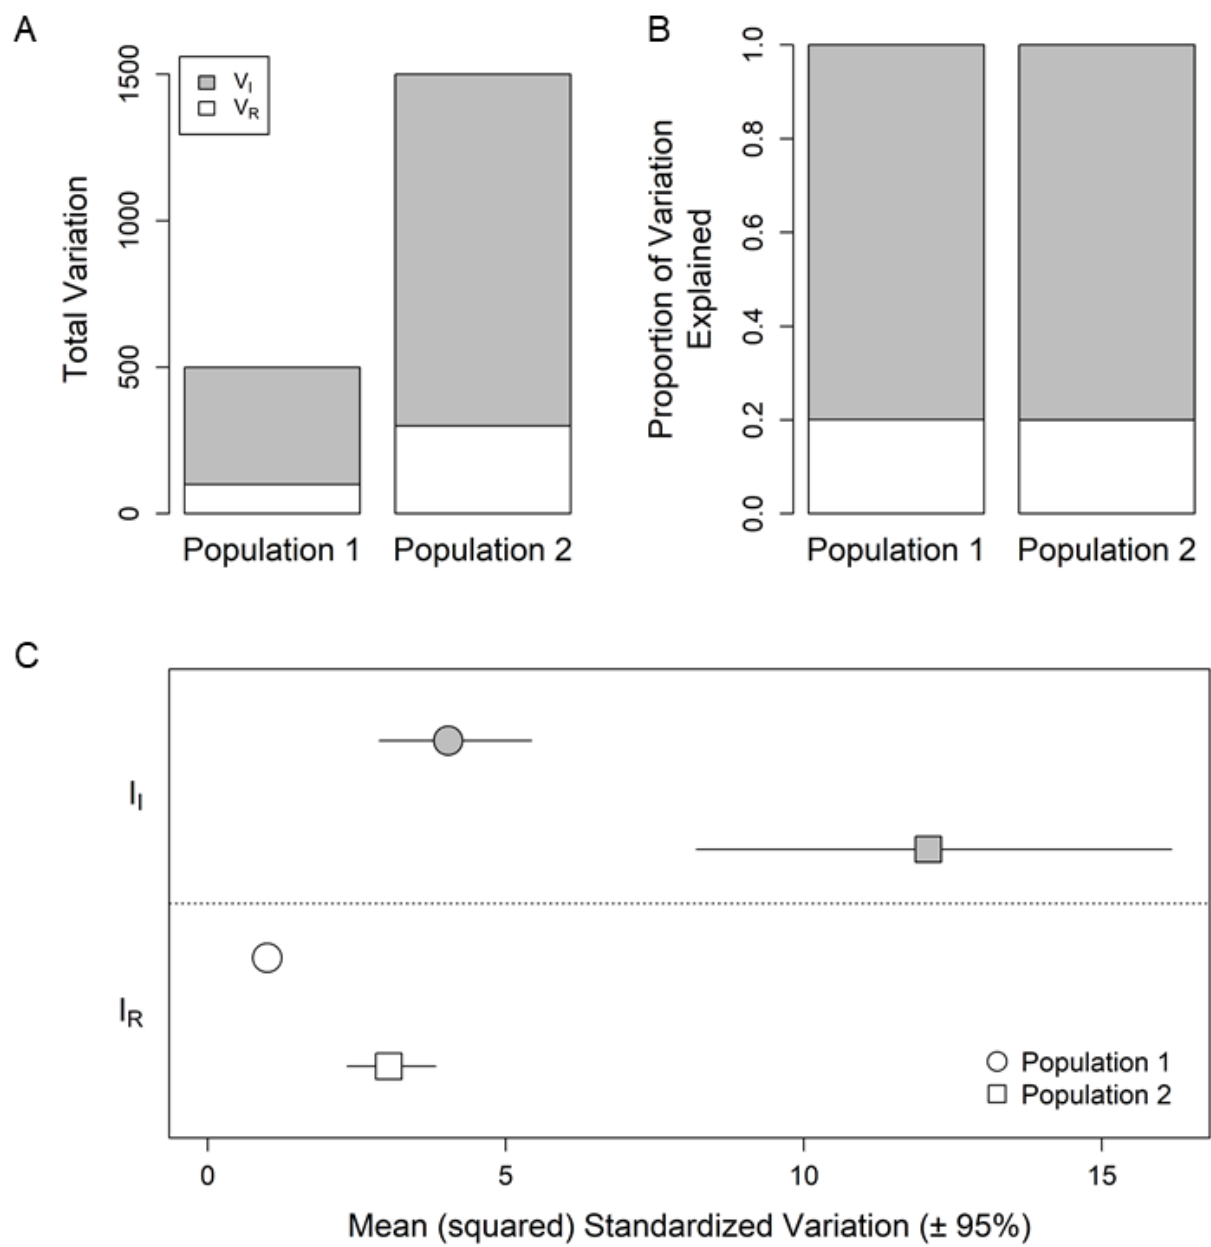 A
Total Variation
1500
1000
500
0
V_I
V_R
Population 1
Population 2
B
Proportion of Variation
Explained
1.0
0.8
0.6
0.4
0.2
0.0
Population 1
Population 2
C
I_I
I_R
Population 1
Population 2
0
5
10
15
Mean (squared) Standardized Variation (± 95%)